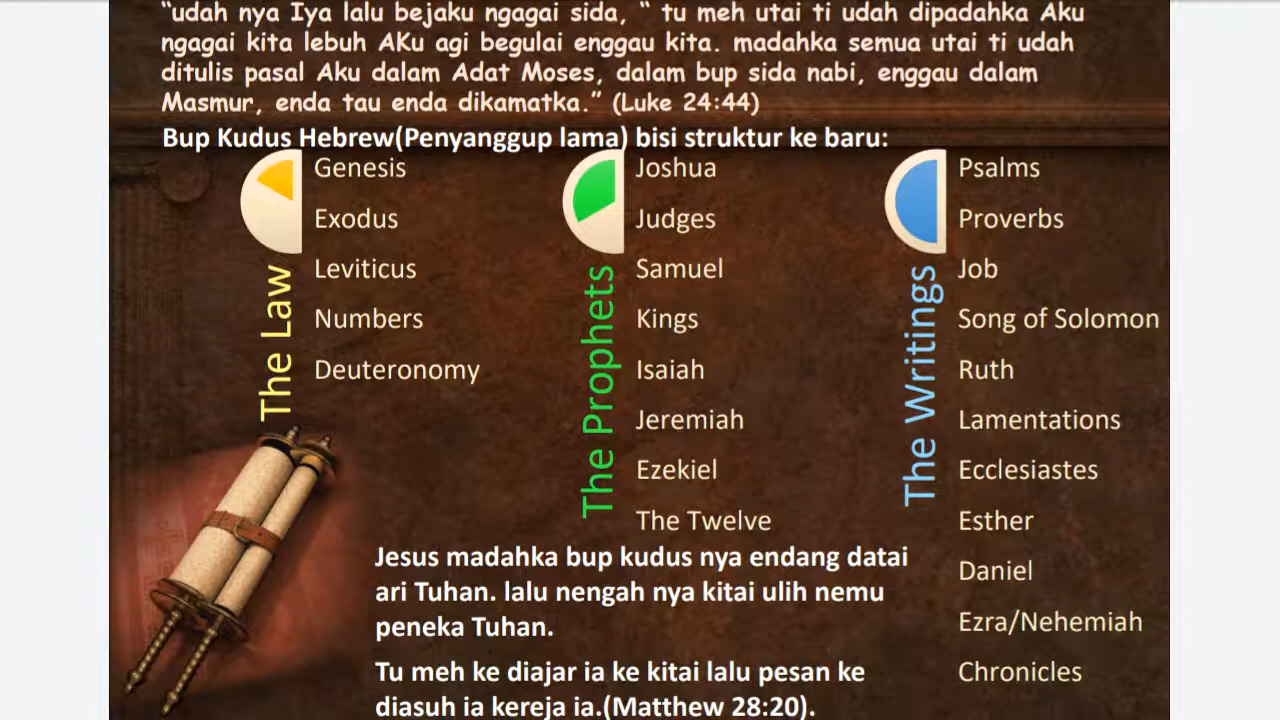 “udah nya Iya lalu bejaku ngagai sida, “ tu meh utai ti udah dipadahka Aku
ngagai kita lebuh AKu agi begulai enggau kita. madahka semua utai ti udah
ditulis pasal Aku dalam Adat Moses, dalam bup sida nabi, enggau dalam
Masmur, enda tau enda dikamatka.” (Luke 24:44)
Bup Kudus Hebrew(Penyanggup lama) bisi struktur ke baru:
The Law
Genesis
Exodus
Leviticus
Numbers
Deuteronomy
The Prophets
Joshua
Judges
Samuel
Kings
Isaiah
Jeremiah
Ezekiel
The Twelve
The Writings
Psalms
Proverbs
Job
Song of Solomon
Ruth
Lamentations
Ecclesiastes
Esther
Daniel
Ezra/Nehemiah
Chronicles
Jesus madahka bup kudus nya endang datai
ari Tuhan. lalu nengah nya kitai ulih nemu
peneka Tuhan.
Tu meh ke diajar ia ke kitai lalu pesan ke
diasuh ia kereja ia.(Matthew 28:20).